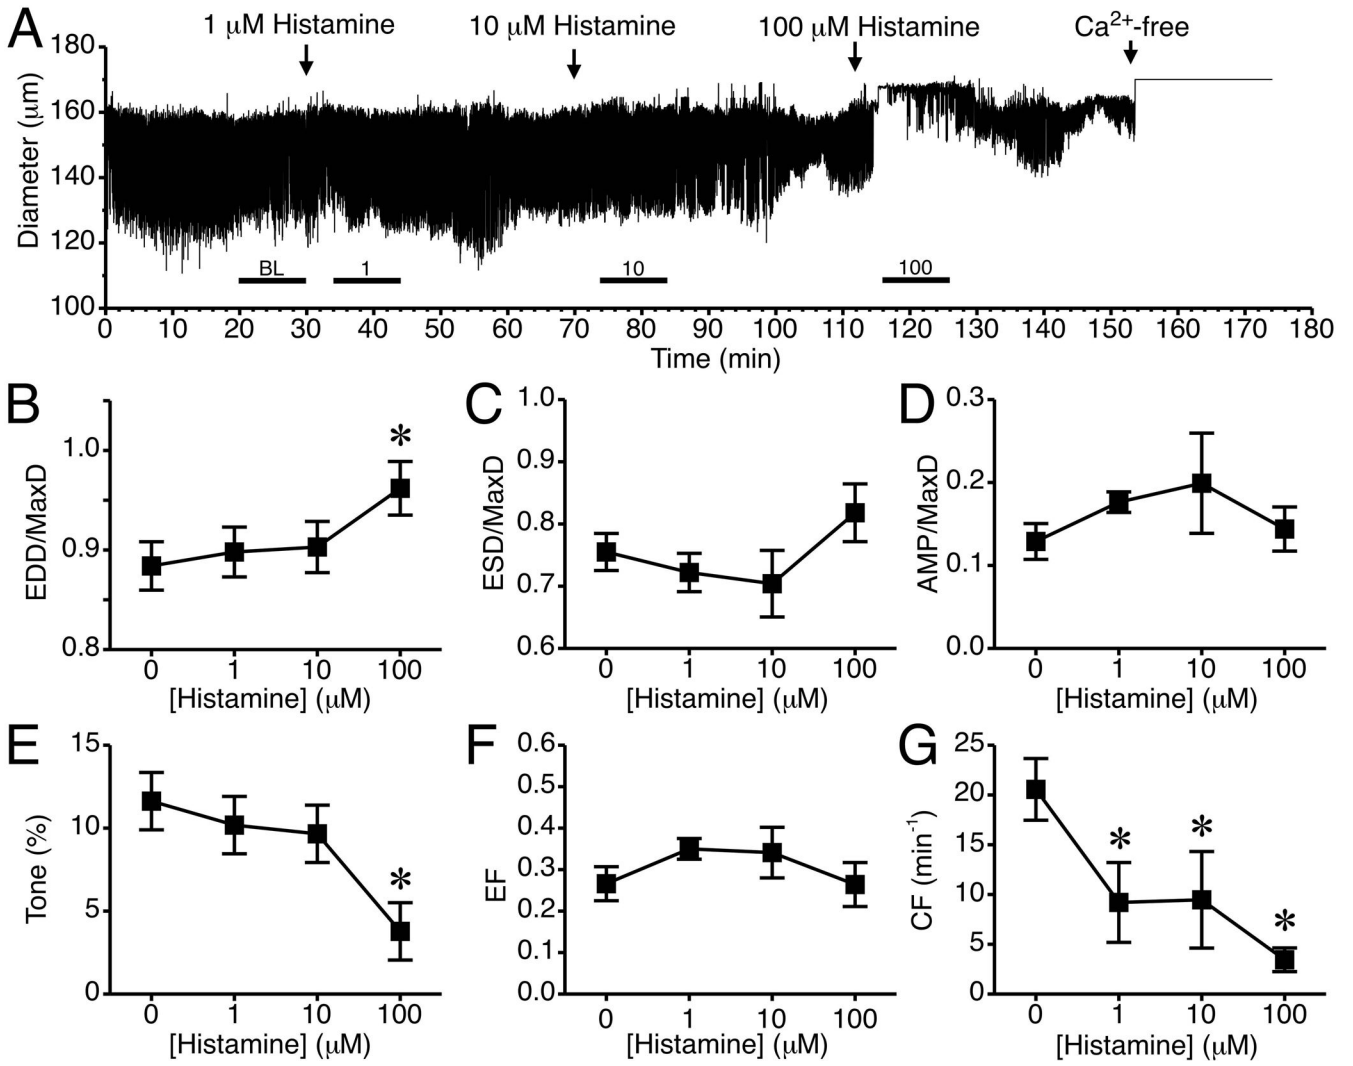 A
1 μM Histamine
10 μM Histamine
100 μM Histamine
Ca2+-free
180
160
140
120
100
Diameter (μm)
BL
1
10
100
0 10 20 30 40 50 60 70 80 90 100 110 120 130 140 150 160 170 180
Time (min)
B
EDD/MaxD
1.0
0.9
0.8
*
0 1 10 100
[Histamine] (μM)
C
ESD/MaxD
1.0
0.9
0.8
0.7
0.6
0 1 10 100
[Histamine] (μM)
D
AMP/MaxD
0.3
0.2
0.1
0.0
0 1 10 100
[Histamine] (μM)
E
Tone (%)
15
10
5
0
*
0 1 10 100
[Histamine] (μM)
F
EF
0.6
0.5
0.4
0.3
0.2
0.1
0.0
0 1 10 100
[Histamine] (μM)
G
CF (min-1)
25
20
15
10
5
0
* * *
0 1 10 100
[Histamine] (μM)